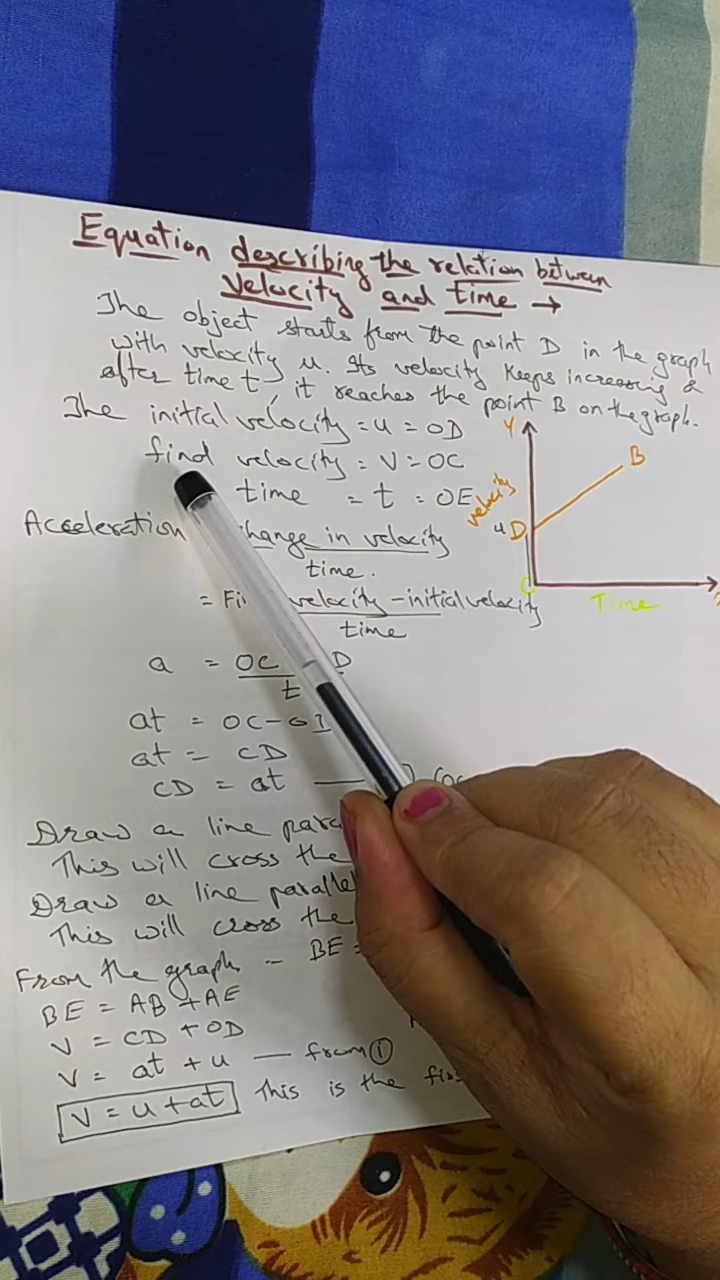 Equation describing the relation between
Velocity and time →
The object starts from the point D in the graph
with velocity u. Its velocity keeps increasing &
after time 't' it reaches the point B on the graph.
The initial velocity = u = OD
find velocity = V = OC
time = t = OE
Acceleration change in velocity
time.
= velocity - initial velocity
time
a = OC D
t
at = OC - OD
at = CD
CD = at
Draw a line
This will cross the
Draw a line parallel
This will cross the
From the graph - BE =
BE = AB + AE
V = CD + OD
V = at + u — from ①
V = u + at This is the
Y
velocity
B
u D
O
Time